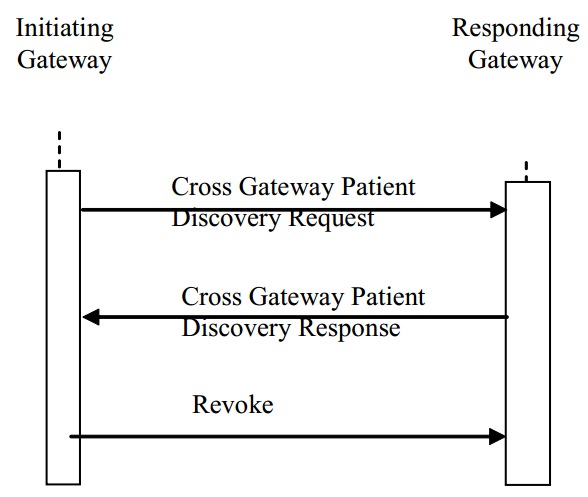 Initiating
Gateway
Responding
Gateway
Cross Gateway Patient
Discovery Request
Cross Gateway Patient
Discovery Response
Revoke